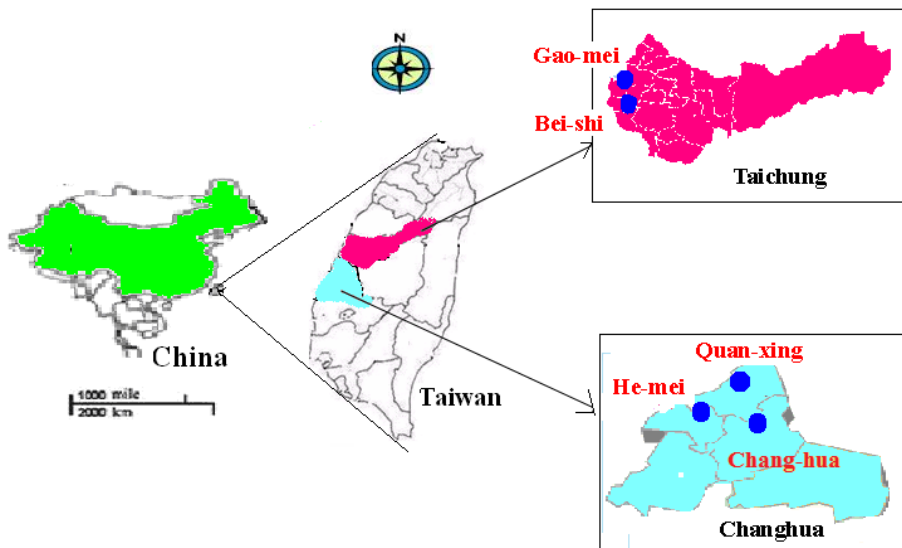 N
Gao-mei
Bei-shi
Taichung
China
1000 mile
2000 km
Taiwan
Quan-xing
He-mei
Chang-hua
Changhua